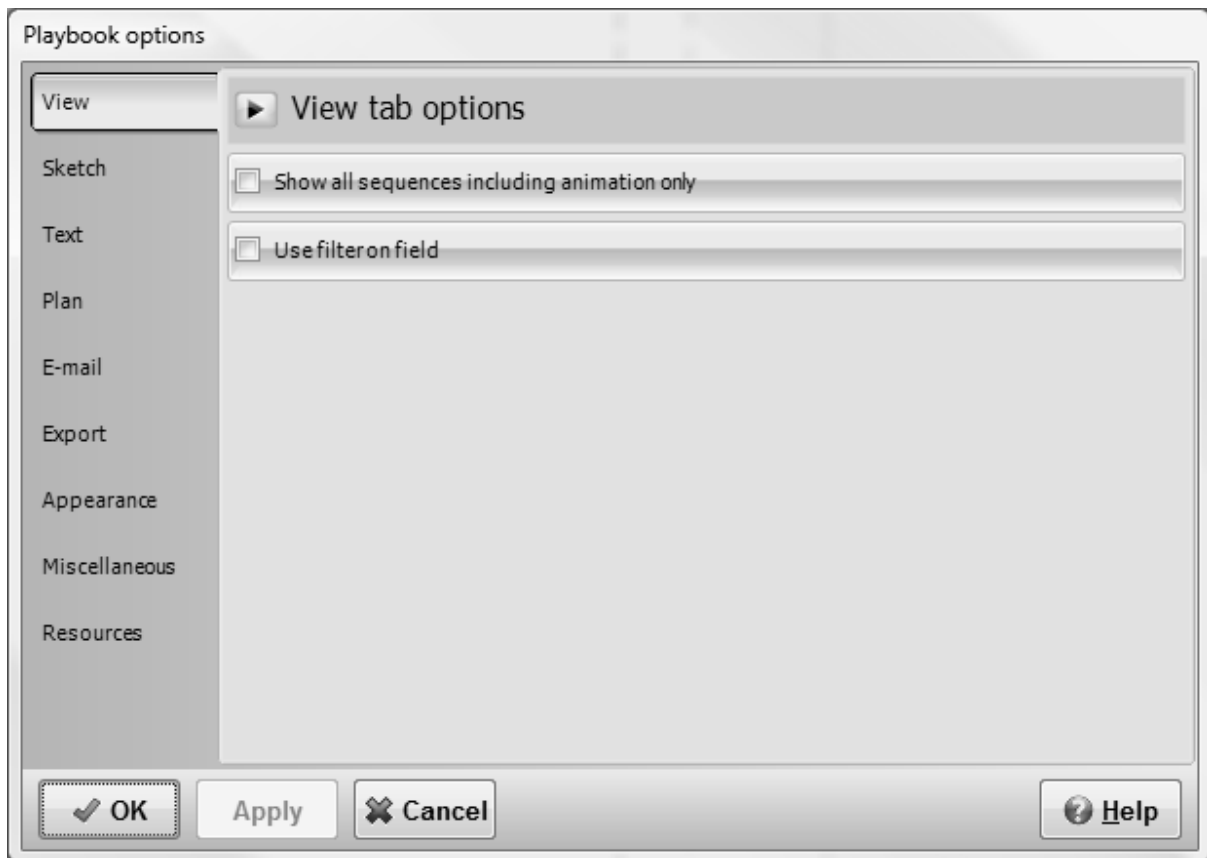 Playbook options
View
View tab options
Sketch
Show all sequences including animation only
Text
Use filter on field
Plan
E-mail
Export
Appearance
Miscellaneous
Resources
OK
Apply
Cancel
Help